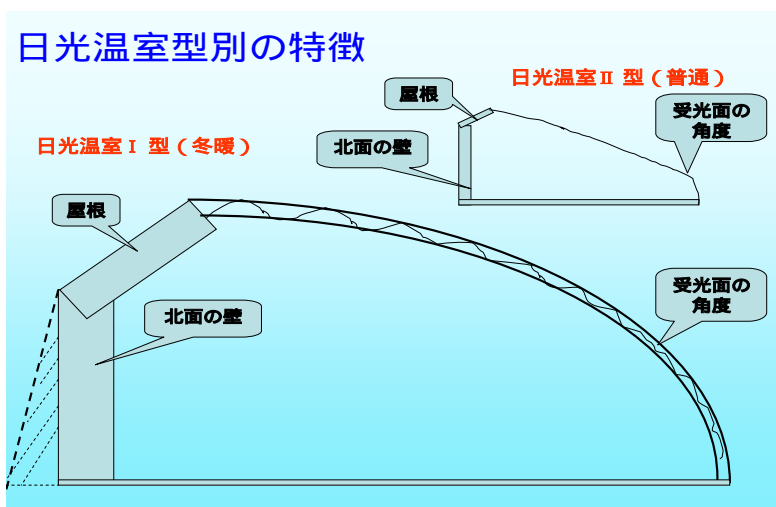 日光温室型別の特徴
日光温室Ⅱ 型（普通）
屋根
受光面の
角度
北面の壁
日光温室Ⅰ 型（冬暖）
屋根
受光面の
角度
北面の壁